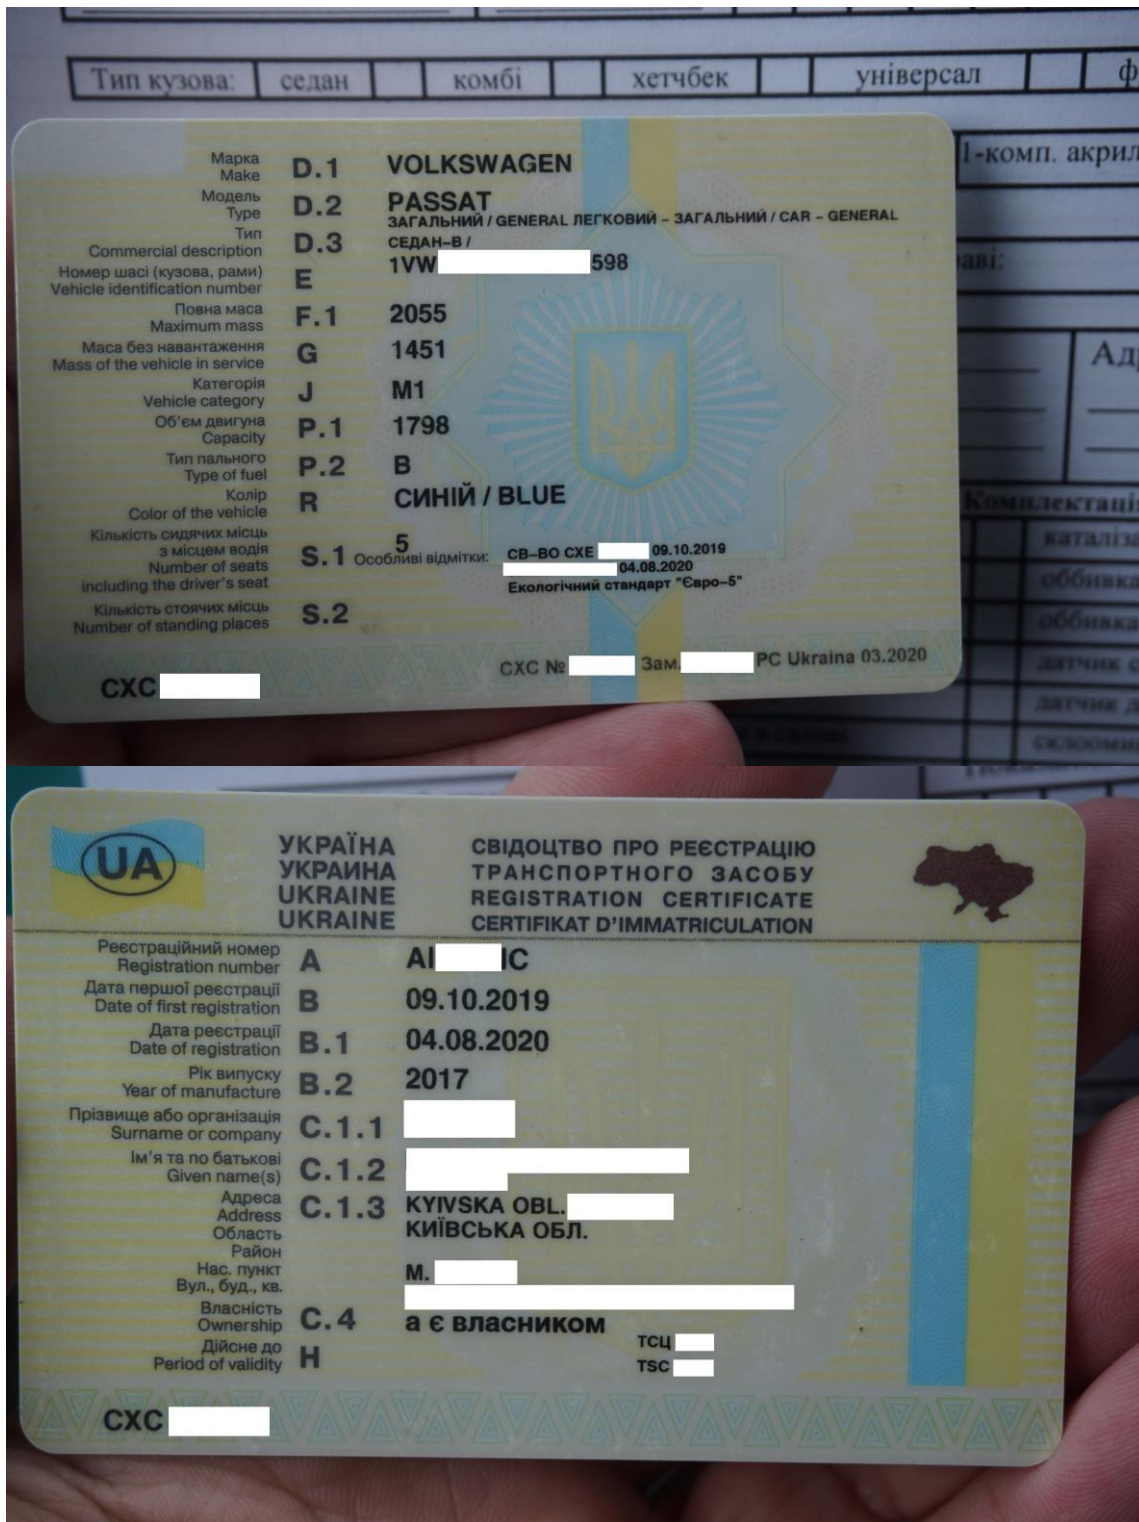 Тип кузова: седан комбі хетчбек універсал ф
1-комп. акрил
Марка
Make D.1 VOLKSWAGEN
Модель
Type D.2 PASSAT
ЗАГАЛЬНИЙ / GENERAL ЛЕГКОВИЙ – ЗАГАЛЬНИЙ / CAR – GENERAL
Тип
Commercial description D.3 СЕДАН–В /
Номер шасі (кузова, рами)
Vehicle identification number E 1VW 598
Повна маса
Maximum mass F.1 2055
Маса без навантаження
Mass of the vehicle in service G 1451
Категорія
Vehicle category J M1
Об'єм двигуна
Capacity P.1 1798
Тип пального
Type of fuel P.2 B
Колір
Color of the vehicle R СИНІЙ / BLUE
Кількість сидячих місць
з місцем водія
Number of seats
including the driver's seat S.1 5
Особливі відмітки: СВ–ВО СХЕ 09.10.2019
04.08.2020
Екологічний стандарт "Євро–5"
Кількість стоячих місць
Number of standing places S.2
СХС № Зам. РС Ukraina 03.2020
СХС
Комплектація
UA
УКРАЇНА
УКРАИНА
UKRAINE
UKRAINE
СВІДОЦТВО ПРО РЕЄСТРАЦІЮ
ТРАНСПОРТНОГО ЗАСОБУ
REGISTRATION CERTIFICATE
CERTIFIKAT D'IMMATRICULATION
Реєстраційний номер
Registration number A AI IC
Дата першої реєстрації
Date of first registration B 09.10.2019
Дата реєстрації
Date of registration B.1 04.08.2020
Рік випуску
Year of manufacture B.2 2017
Прізвище або організація
Surname or company C.1.1
Ім'я та по батькові
Given name(s) C.1.2
Адреса
Address C.1.3 KYIVSKA OBL.
Область КИЇВСЬКА ОБЛ.
Район
Нас. пункт М.
Вул., буд., кв.
Власність
Ownership C.4 а є власником
Дійсне до
Period of validity H
ТСЦ
TSC
СХС